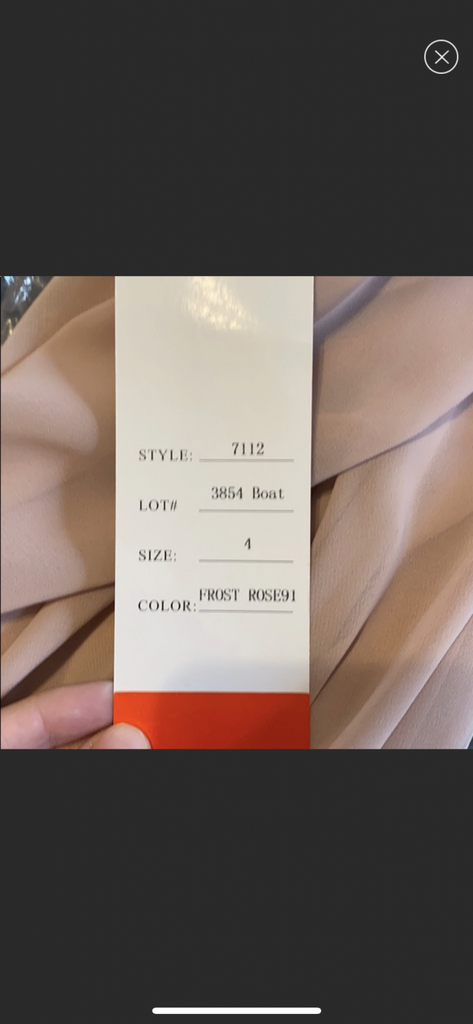 STYLE: 7112
LOT# 3854 Boat
SIZE: 4
COLOR: FROST ROSE91